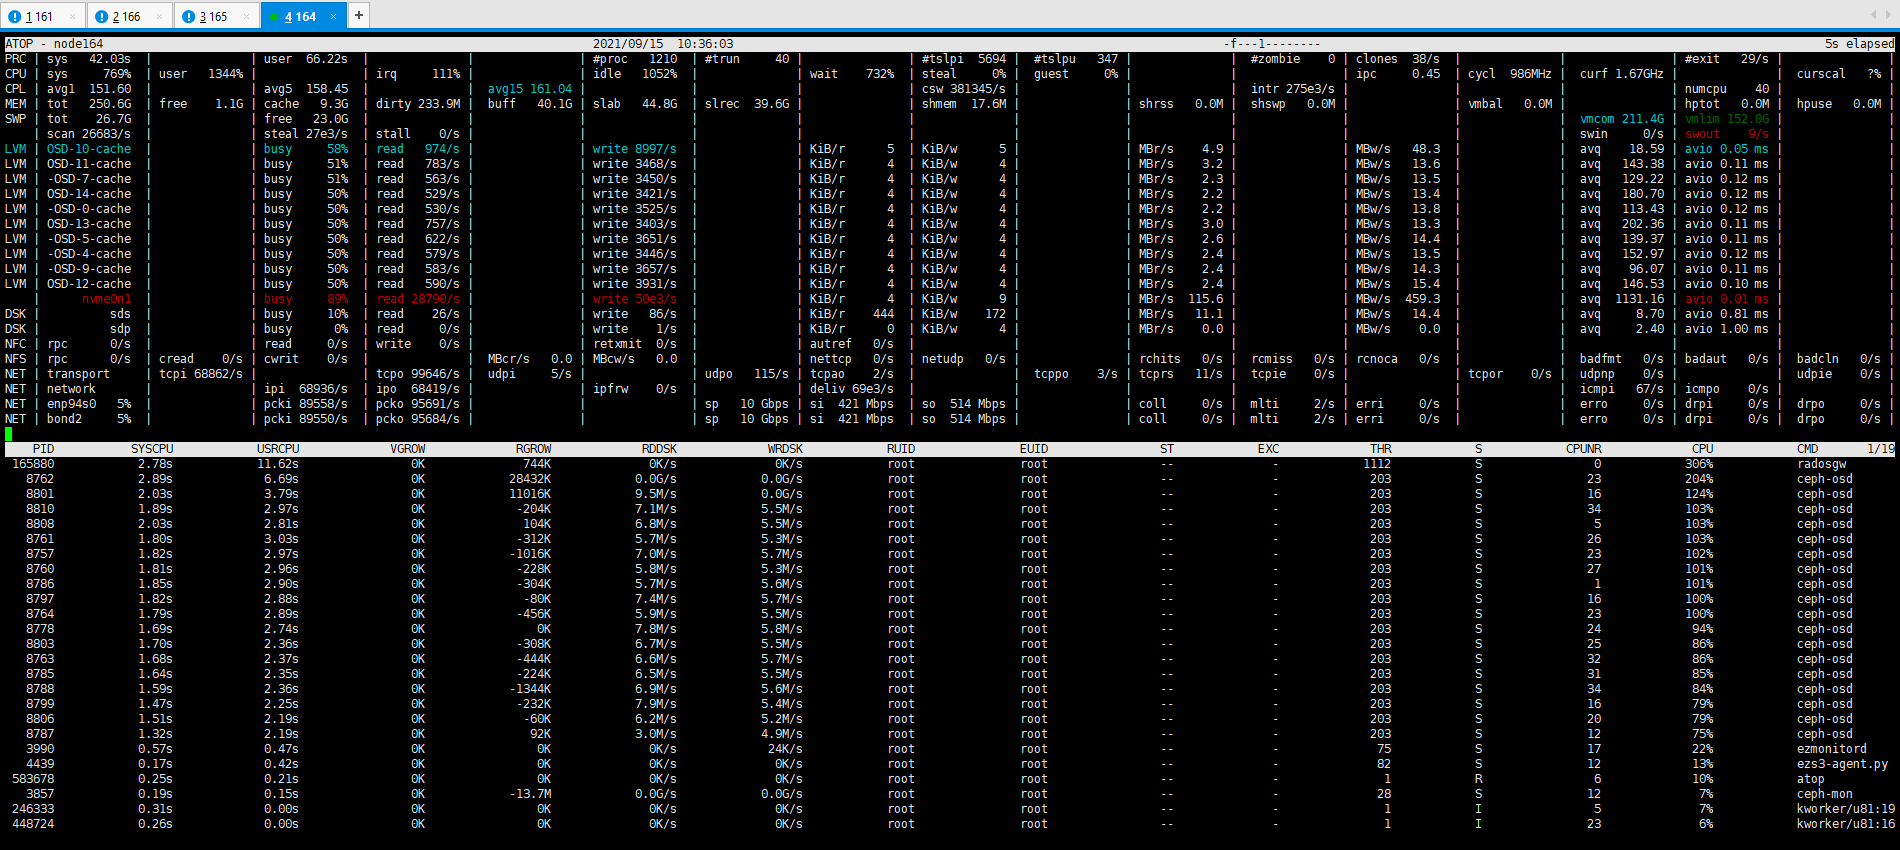 1 161 × 2 166 × 3 165 × 4 164 × +
ATOP - node164 2021/09/15 10:36:03 -f---1-------- 5s elapsed
PRC | sys 42.03s | | user 66.22s | | | #proc 1210 | #trun 40 | | #tslpi 5694 | #tslpu 347 | | #zombie 0 | clones 38/s | | | #exit 29/s | |
CPU | sys 769% | user 1344% | | irq 111% | | idle 1052% | | wait 732% | steal 0% | guest 0% | | | ipc 0.45 | cycl 986MHz | curf 1.67GHz | | curscal ?% |
CPL | avg1 151.60 | | avg5 158.45 | | avg15 161.04 | | | | csw 381345/s | | | intr 275e3/s | | | | numcpu 40 | |
MEM | tot 250.6G | free 1.1G | cache 9.3G | dirty 233.9M | buff 40.1G | slab 44.8G | slrec 39.6G | | shmem 17.6M | | shrss 0.0M | shswp 0.0M | | vmbal 0.0M | | hptot 0.0M | hpuse 0.0M |
SWP | tot 26.7G | | free 23.0G | | | | | | | | | | | | vmcom 211.4G | vmlim 152.0G | |
| scan 26683/s | | steal 27e3/s | stall 0/s | | | | | | | | | | | swin 0/s | swout 9/s | |
LVM | OSD-10-cache | | busy 58% | read 974/s | | write 8997/s | | KiB/r 5 | KiB/w 5 | | MBr/s 4.9 | | MBw/s 48.3 | | avq 18.59 | avio 0.05 ms | |
LVM | OSD-11-cache | | busy 51% | read 783/s | | write 3468/s | | KiB/r 4 | KiB/w 4 | | MBr/s 3.2 | | MBw/s 13.6 | | avq 143.38 | avio 0.11 ms | |
LVM | -OSD-7-cache | | busy 51% | read 563/s | | write 3450/s | | KiB/r 4 | KiB/w 4 | | MBr/s 2.3 | | MBw/s 13.5 | | avq 129.22 | avio 0.12 ms | |
LVM | OSD-14-cache | | busy 50% | read 529/s | | write 3421/s | | KiB/r 4 | KiB/w 4 | | MBr/s 2.2 | | MBw/s 13.4 | | avq 180.70 | avio 0.12 ms | |
LVM | -OSD-0-cache | | busy 50% | read 530/s | | write 3525/s | | KiB/r 4 | KiB/w 4 | | MBr/s 2.2 | | MBw/s 13.8 | | avq 113.43 | avio 0.12 ms | |
LVM | OSD-13-cache | | busy 50% | read 757/s | | write 3403/s | | KiB/r 4 | KiB/w 4 | | MBr/s 3.0 | | MBw/s 13.3 | | avq 202.36 | avio 0.11 ms | |
LVM | -OSD-5-cache | | busy 50% | read 622/s | | write 3651/s | | KiB/r 4 | KiB/w 4 | | MBr/s 2.6 | | MBw/s 14.4 | | avq 139.37 | avio 0.11 ms | |
LVM | -OSD-4-cache | | busy 50% | read 579/s | | write 3446/s | | KiB/r 4 | KiB/w 4 | | MBr/s 2.4 | | MBw/s 13.5 | | avq 152.97 | avio 0.12 ms | |
LVM | -OSD-9-cache | | busy 50% | read 583/s | | write 3657/s | | KiB/r 4 | KiB/w 4 | | MBr/s 2.4 | | MBw/s 14.3 | | avq 96.07 | avio 0.11 ms | |
LVM | OSD-12-cache | | busy 50% | read 590/s | | write 3931/s | | KiB/r 4 | KiB/w 4 | | MBr/s 2.4 | | MBw/s 15.4 | | avq 146.53 | avio 0.10 ms | |
| nvme0n1 | | busy 89% | read 28790/s | | write 50e3/s | | KiB/r 4 | KiB/w 9 | | MBr/s 115.6 | | MBw/s 459.3 | | avq 1131.16 | avio 0.01 ms | |
DSK | sds | | busy 10% | read 26/s | | write 86/s | | KiB/r 444 | KiB/w 172 | | MBr/s 11.1 | | MBw/s 14.4 | | avq 8.70 | avio 0.81 ms | |
DSK | sdp | | busy 0% | read 0/s | | write 1/s | | KiB/r 0 | KiB/w 4 | | MBr/s 0.0 | | MBw/s 0.0 | | avq 2.40 | avio 1.00 ms | |
NFC | rpc 0/s | | read 0/s | write 0/s | | retxmit 0/s | | autref 0/s | | | | | | | | | |
NFS | rpc 0/s | cread 0/s | cwrit 0/s | | MBcr/s 0.0 | MBcw/s 0.0 | | nettcp 0/s | netudp 0/s | | rchits 0/s | rcmiss 0/s | rcnoca 0/s | | badfmt 0/s | badaut 0/s | badcln 0/s |
NET | transport | tcpi 68862/s | | tcpo 99646/s | udpi 5/s | | udpo 115/s | tcpao 2/s | | tcppo 3/s | tcprs 11/s | tcpie 0/s | | tcpor 0/s | udpnp 0/s | | udpie 0/s |
NET | network | | ipi 68936/s | ipo 68419/s | | ipfrw 0/s | | deliv 69e3/s | | | | | | | icmpi 67/s | icmpo 0/s | |
NET | enp94s0 5% | | pcki 89558/s | pcko 95691/s | | | sp 10 Gbps | si 421 Mbps | so 514 Mbps | | coll 0/s | mlti 2/s | erri 0/s | | erro 0/s | drpi 0/s | drpo 0/s |
NET | bond2 5% | | pcki 89550/s | pcko 95684/s | | | sp 10 Gbps | si 421 Mbps | so 514 Mbps | | coll 0/s | mlti 2/s | erri 0/s | | erro 0/s | drpi 0/s | drpo 0/s |
PID SYSCPU USRCPU VGROW RGROW RDDSK WRDSK RUID EUID ST EXC THR S CPUNR CPU CMD 1/19
165880 2.78s 11.62s 0K 744K 0K/s 0K/s root root -- - 1112 S 0 306% radosgw
8762 2.89s 6.69s 0K 28432K 0.0G/s 0.0G/s root root -- - 203 S 23 204% ceph-osd
8801 2.03s 3.79s 0K 11016K 9.5M/s 0.0G/s root root -- - 203 S 16 124% ceph-osd
8810 1.89s 2.97s 0K -204K 7.1M/s 5.5M/s root root -- - 203 S 34 103% ceph-osd
8808 2.03s 2.81s 0K 104K 6.8M/s 5.5M/s root root -- - 203 S 5 103% ceph-osd
8761 1.80s 3.03s 0K -312K 5.7M/s 5.3M/s root root -- - 203 S 26 103% ceph-osd
8757 1.82s 2.97s 0K -1016K 7.0M/s 5.7M/s root root -- - 203 S 23 102% ceph-osd
8760 1.81s 2.96s 0K -228K 5.8M/s 5.5M/s root root -- - 203 S 27 101% ceph-osd
8786 1.85s 2.90s 0K -304K 5.7M/s 5.6M/s root root -- - 203 S 1 101% ceph-osd
8797 1.82s 2.88s 0K -80K 7.4M/s 5.7M/s root root -- - 203 S 16 100% ceph-osd
8764 1.79s 2.89s 0K -456K 5.9M/s 5.5M/s root root -- - 203 S 23 100% ceph-osd
8778 1.69s 2.74s 0K 0K 7.8M/s 5.8M/s root root -- - 203 S 24 94% ceph-osd
8803 1.70s 2.36s 0K -308K 6.7M/s 5.5M/s root root -- - 203 S 25 86% ceph-osd
8763 1.68s 2.37s 0K -444K 6.6M/s 5.7M/s root root -- - 203 S 32 86% ceph-osd
8785 1.64s 2.35s 0K -224K 6.5M/s 5.5M/s root root -- - 203 S 31 85% ceph-osd
8788 1.59s 2.36s 0K -1344K 6.9M/s 5.6M/s root root -- - 203 S 34 84% ceph-osd
8799 1.47s 2.25s 0K -232K 7.9M/s 5.4M/s root root -- - 203 S 16 79% ceph-osd
8806 1.51s 2.19s 0K -60K 6.2M/s 5.2M/s root root -- - 203 S 20 79% ceph-osd
8787 1.32s 2.19s 0K 92K 3.0M/s 4.9M/s root root -- - 203 S 12 75% ceph-osd
3990 0.57s 0.47s 0K 0K 0K/s 24K/s root root -- - 75 S 17 22% ezmonitord
4439 0.17s 0.42s 0K 0K 0K/s 0K/s root root -- - 82 S 12 13% ezs3-agent.py
583678 0.25s 0.21s 0K 0K 0K/s 0K/s root root -- - 1 R 6 10% atop
3857 0.19s 0.15s 0K -13.7M 0.0G/s 0.0G/s root root -- - 28 S 12 7% ceph-mon
246333 0.31s 0.00s 0K 0K 0K/s 0K/s root root -- - 1 I 5 7% kworker/u81:19
448724 0.26s 0.00s 0K 0K 0K/s 0K/s root root -- - 1 I 23 6% kworker/u81:16